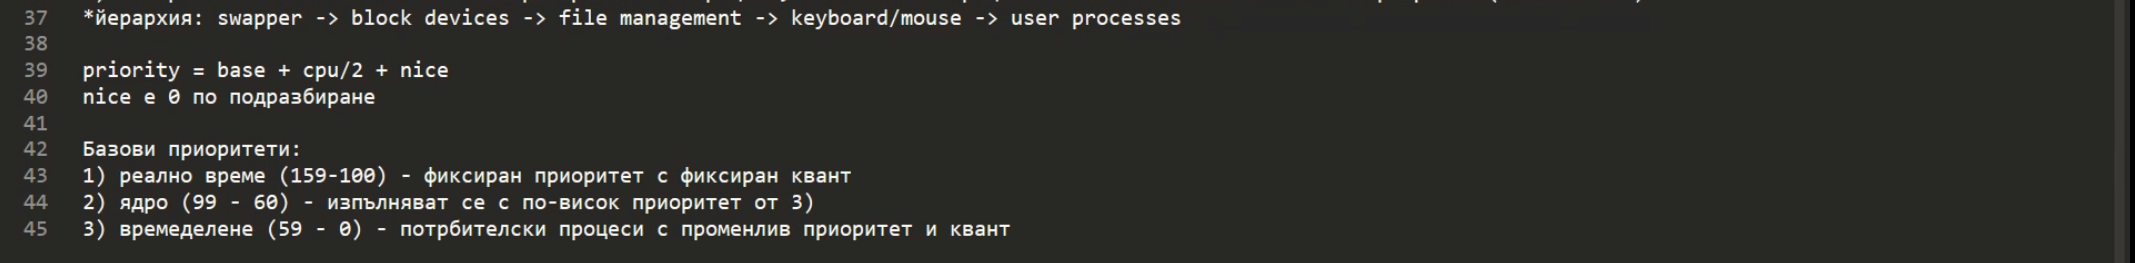 37 *йерархия: swapper -> block devices -> file management -> keyboard/mouse -> user processes
38
39 priority = base + cpu/2 + nice
40 nice е 0 по подразбиране
41
42 Базови приоритети:
43 1) реално време (159-100) - фиксиран приоритет с фиксиран квант
44 2) ядро (99 - 60) - изпълняват се с по-висок приоритет от 3)
45 3) времеделене (59 - 0) - потрбителски процеси с променлив приоритет и квант